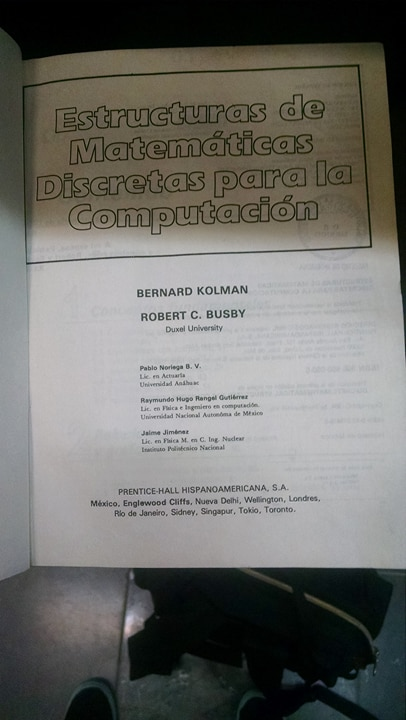 Estructuras de
Matemáticas
Discretas para la
Computación
BERNARD KOLMAN
ROBERT C. BUSBY
Duxel University
Pablo Noriega B. V.
Lic. en Actuaría
Universidad Anáhuac
Raymundo Hugo Rangel Gutiérrez
Lic. en Física e Ingeniero en computación.
Universidad Nacional Autonoma de México
Jaime Jiménez
Lic. en Física M. en C. Ing. Nuclear
Instituto Politécnico Nacional
PRENTICE-HALL HISPANOAMERICANA, S.A.
México, Englewood Cliffs, Nueva Delhi, Wellington, Londres,
Río de Janeiro, Sidney, Singapur, Tokio, Toronto.